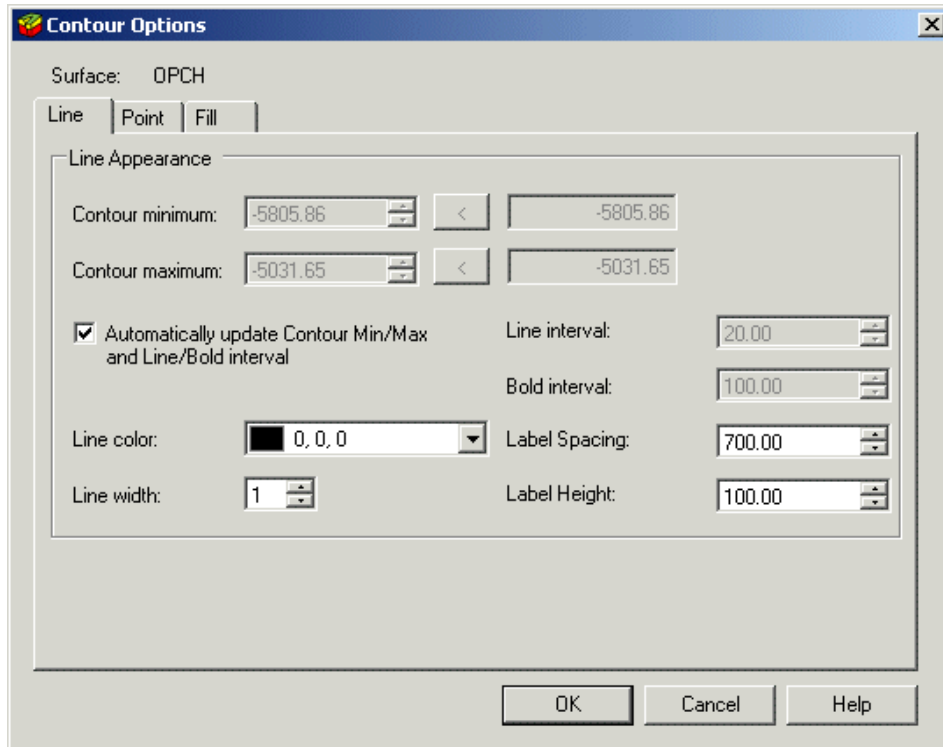 Contour Options
Surface: OPCH
Line Point Fill
Line Appearance
Contour minimum: -5805.86 < -5805.86
Contour maximum: -5031.65 < -5031.65
Automatically update Contour Min/Max
and Line/Bold interval
Line interval: 20.00
Bold interval: 100.00
Line color: 0, 0, 0
Label Spacing: 700.00
Line width: 1
Label Height: 100.00
OK Cancel Help